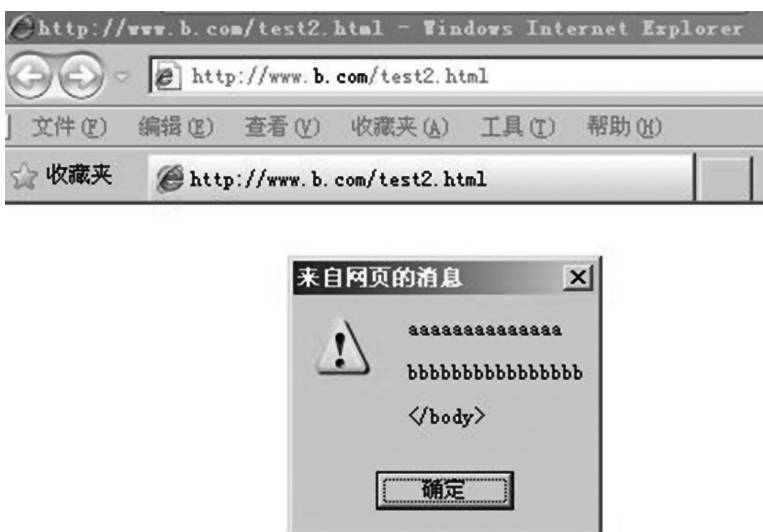 http://www.b.com/test2.html - Windows Internet Explorer
http://www.b.com/test2.html
文件(F) 编辑(E) 查看(V) 收藏夹(A) 工具(T) 帮助(H)
收藏夹 http://www.b.com/test2.html
来自网页的消息
aaaaaaaaaaaaaa
bbbbbbbbbbbbbbbb
</body>
确定